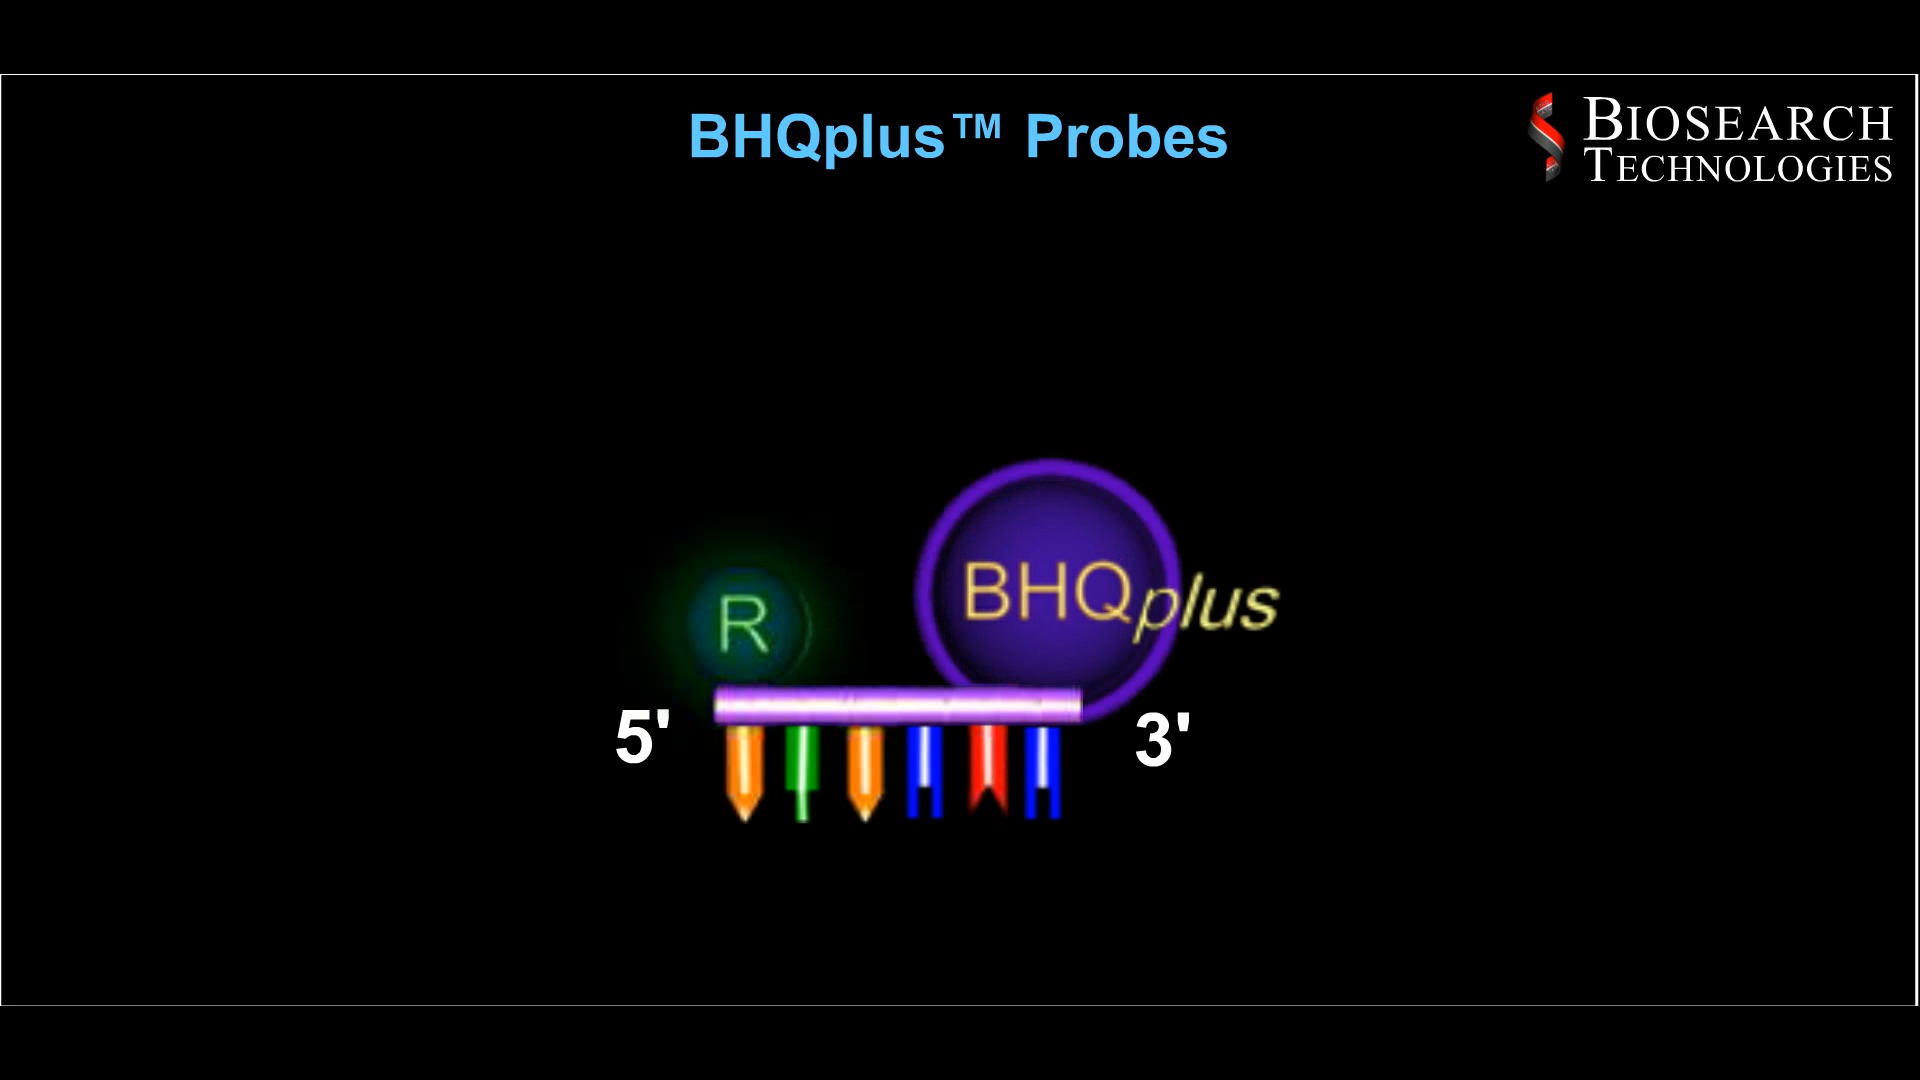 BHQplus™ Probes
BIOSEARCH
TECHNOLOGIES
R
BHQplus
5'
3'